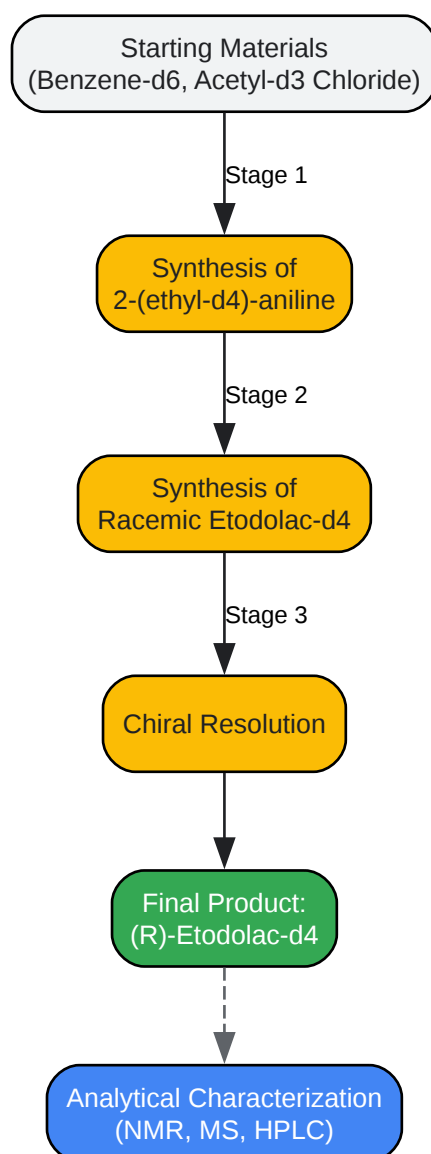 Starting Materials
(Benzene-d6, Acetyl-d3 Chloride)
Stage 1
Synthesis of
2-(ethyl-d4)-aniline
Stage 2
Synthesis of
Racemic Etodolac-d4
Stage 3
Chiral Resolution
Final Product:
(R)-Etodolac-d4
Analytical Characterization
(NMR, MS, HPLC)